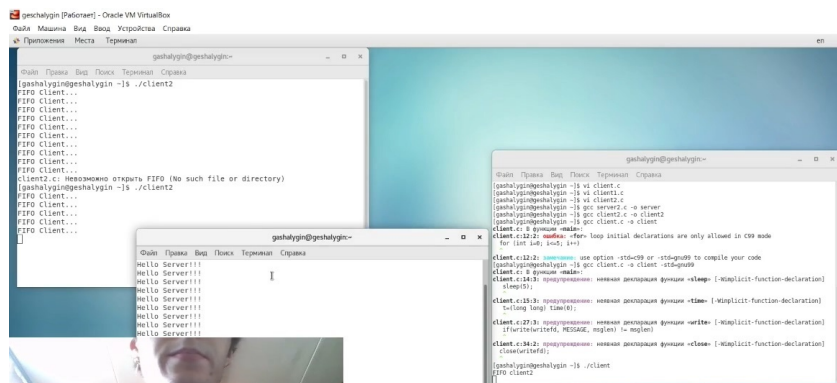 geschalygin [Работает] - Oracle VM VirtualBox
Файл Машина Вид Ввод Устройства Справка
Приложения Места Терминал
en
gashalygin@geshalygin:~
Файл Правка Вид Поиск Терминал Справка
[gashalygin@geshalygin ~]$ ./client2
FIFO Client...
FIFO Client...
FIFO Client...
FIFO Client...
FIFO Client...
FIFO Client...
FIFO Client...
FIFO Client...
FIFO Client...
client2.c: Невозможно открыть FIFO (No such file or directory)
[gashalygin@geshalygin ~]$ ./client2
FIFO Client...
FIFO Client...
FIFO Client...
FIFO Client...
FIFO Client...
gashalygin@geshalygin:~
Файл Правка Вид Поиск Терминал Справка
Hello Server!!!
Hello Server!!!
Hello Server!!!
Hello Server!!!
Hello Server!!!
Hello Server!!!
Hello Server!!!
Hello Server!!!
Hello Server!!!
gashalygin@geshalygin:~
Файл Правка Вид Поиск Терминал Справка
[gashalygin@geshalygin ~]$ vi client.c
[gashalygin@geshalygin ~]$ vi client1.c
[gashalygin@geshalygin ~]$ vi client2.c
[gashalygin@geshalygin ~]$ gcc server2.c -o server
[gashalygin@geshalygin ~]$ gcc client2.c -o client2
[gashalygin@geshalygin ~]$ gcc client.c -o client
client.c: В функции «main»:
client.c:12:2: ошибка: «for» loop initial declarations are only allowed in C99 mode
for (int i=0; i<=5; i++)
^
client.c:12:2: замечание: use option -std=c99 or -std=gnu99 to compile your code
[gashalygin@geshalygin ~]$ gcc client.c -o client -std=gnu99
client.c: В функции «main»:
client.c:14:3: предупреждение: неявная декларация функции «sleep» [-Wimplicit-function-declaration]
sleep(5);
^
client.c:15:3: предупреждение: неявная декларация функции «time» [-Wimplicit-function-declaration]
t=(long long) time(0);
^
client.c:27:3: предупреждение: неявная декларация функции «write» [-Wimplicit-function-declaration]
if(write(writefd, MESSAGE, msglen) != msglen)
^
client.c:34:2: предупреждение: неявная декларация функции «close» [-Wimplicit-function-declaration]
close(writefd);
^
[gashalygin@geshalygin ~]$ ./client
FIFO client2